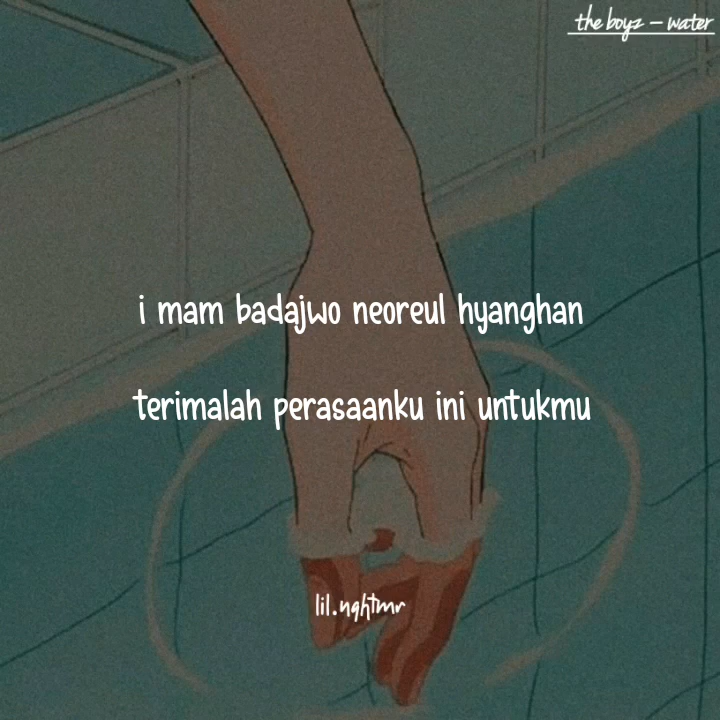 the boyz – water
i mam badajwo neoreul hyanghan
terimalah perasaanku ini untukmu
lil.nghtmr